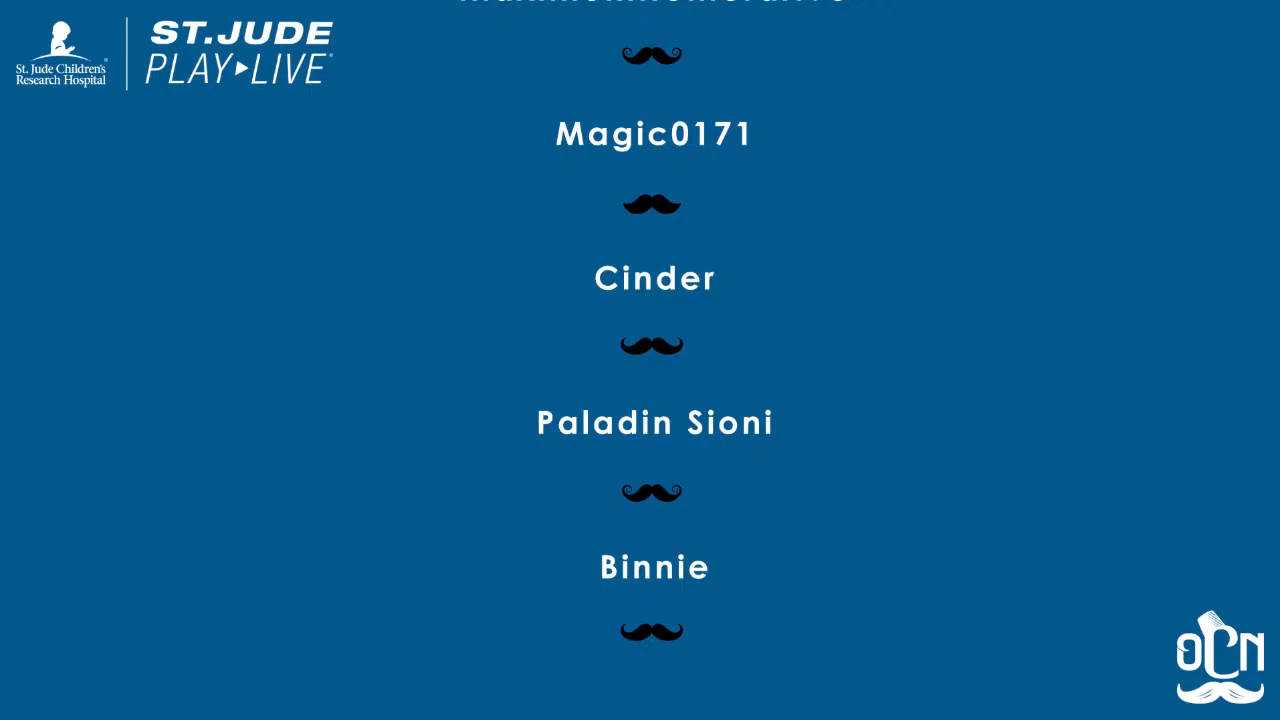 St. Jude Children's
Research Hospital
ST. JUDE
PLAY LIVE
Magic0171
Cinder
Paladin Sioni
Binnie
OCN